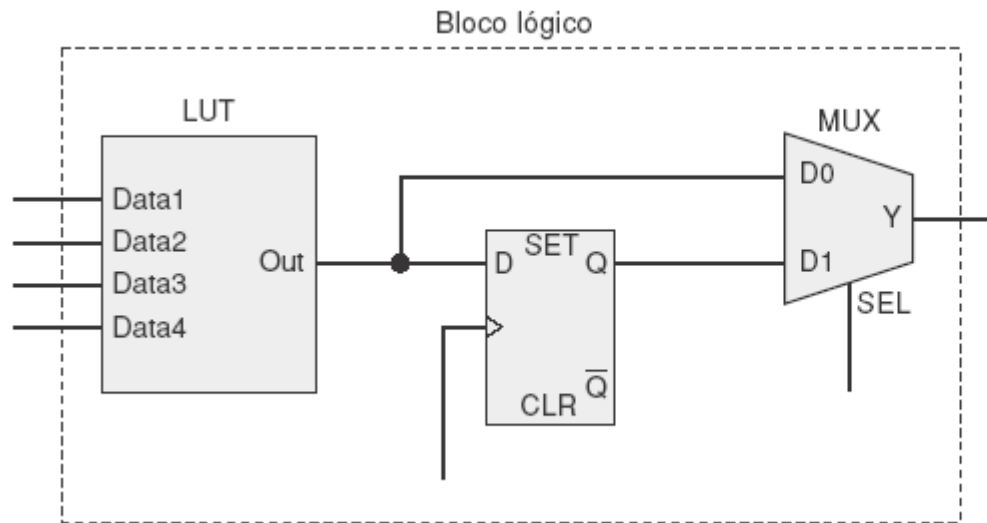 Bloco lógico
LUT
MUX
Data1
Data2
Data3
Data4
Out
D
SET
Q
Q̅
CLR
D0
D1
Y
SEL